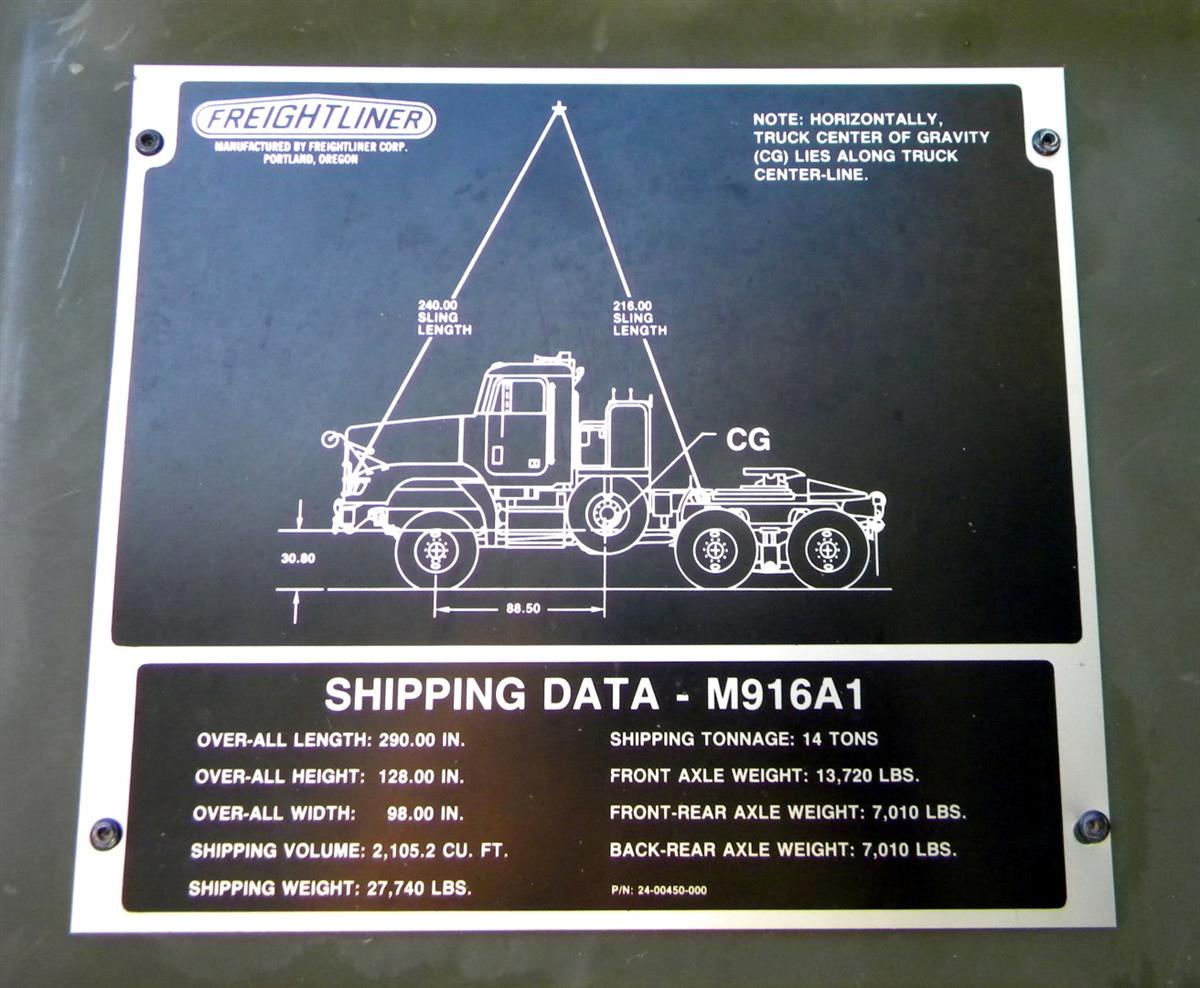 FREIGHTLINER
MANUFACTURED BY FREIGHTLINER CORP.
PORTLAND, OREGON
NOTE: HORIZONTALLY,
TRUCK CENTER OF GRAVITY
(CG) LIES ALONG TRUCK
CENTER-LINE.
240.00
SLING
LENGTH
216.00
SLING
LENGTH
CG
30.80
88.50
SHIPPING DATA - M916A1
OVER-ALL LENGTH: 290.00 IN.
OVER-ALL HEIGHT: 128.00 IN.
OVER-ALL WIDTH: 98.00 IN.
SHIPPING VOLUME: 2,105.2 CU. FT.
SHIPPING WEIGHT: 27,740 LBS.
SHIPPING TONNAGE: 14 TONS
FRONT AXLE WEIGHT: 13,720 LBS.
FRONT-REAR AXLE WEIGHT: 7,010 LBS.
BACK-REAR AXLE WEIGHT: 7,010 LBS.
P/N: 24-00450-000